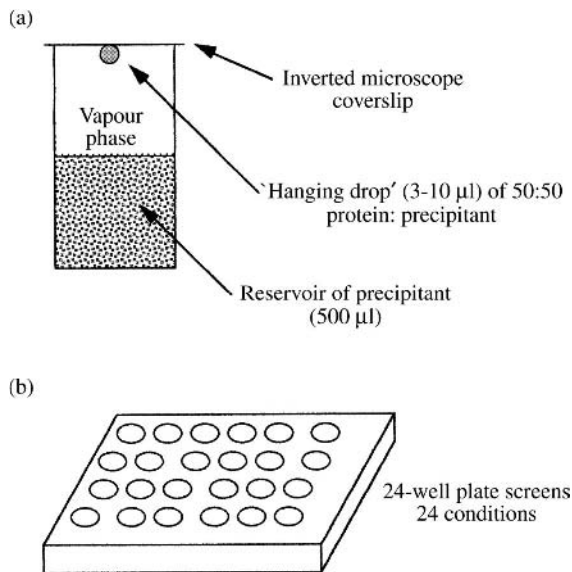 (a)
Inverted microscope
coverslip
Vapour
phase
`Hanging drop' (3-10 µl) of 50:50
protein: precipitant
Reservoir of precipitant
(500 µl)
(b)
24-well plate screens
24 conditions